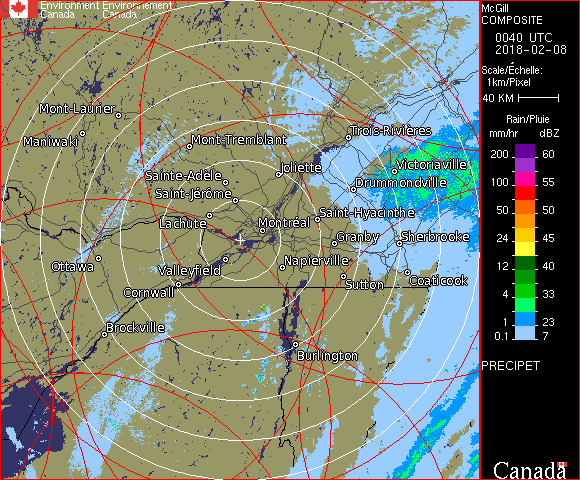 Environment Environnement
Canada Canada
McGill
COMPOSITE
0040 UTC
2018-02-08
Scale/Échelle:
1km/Pixel
40 KM
Rain/Pluie
mm/hr dBZ
200 60
100 55
50 50
24 45
12 40
4 33
1 23
0.1 7
PRECIPET
Canada
Mont-Laurier
Maniwaki
Mont-Tremblant
Trois-Rivières
Sainte-Adèle
Joliette
Victoriaville
Drummondville
Saint-Jérôme
Lachute
Montréal
Saint-Hyacinthe
Granby
Sherbrooke
Ottawa
Valleyfield
Napierville
Cornwall
Sutton
Coaticook
Brockville
Burlington